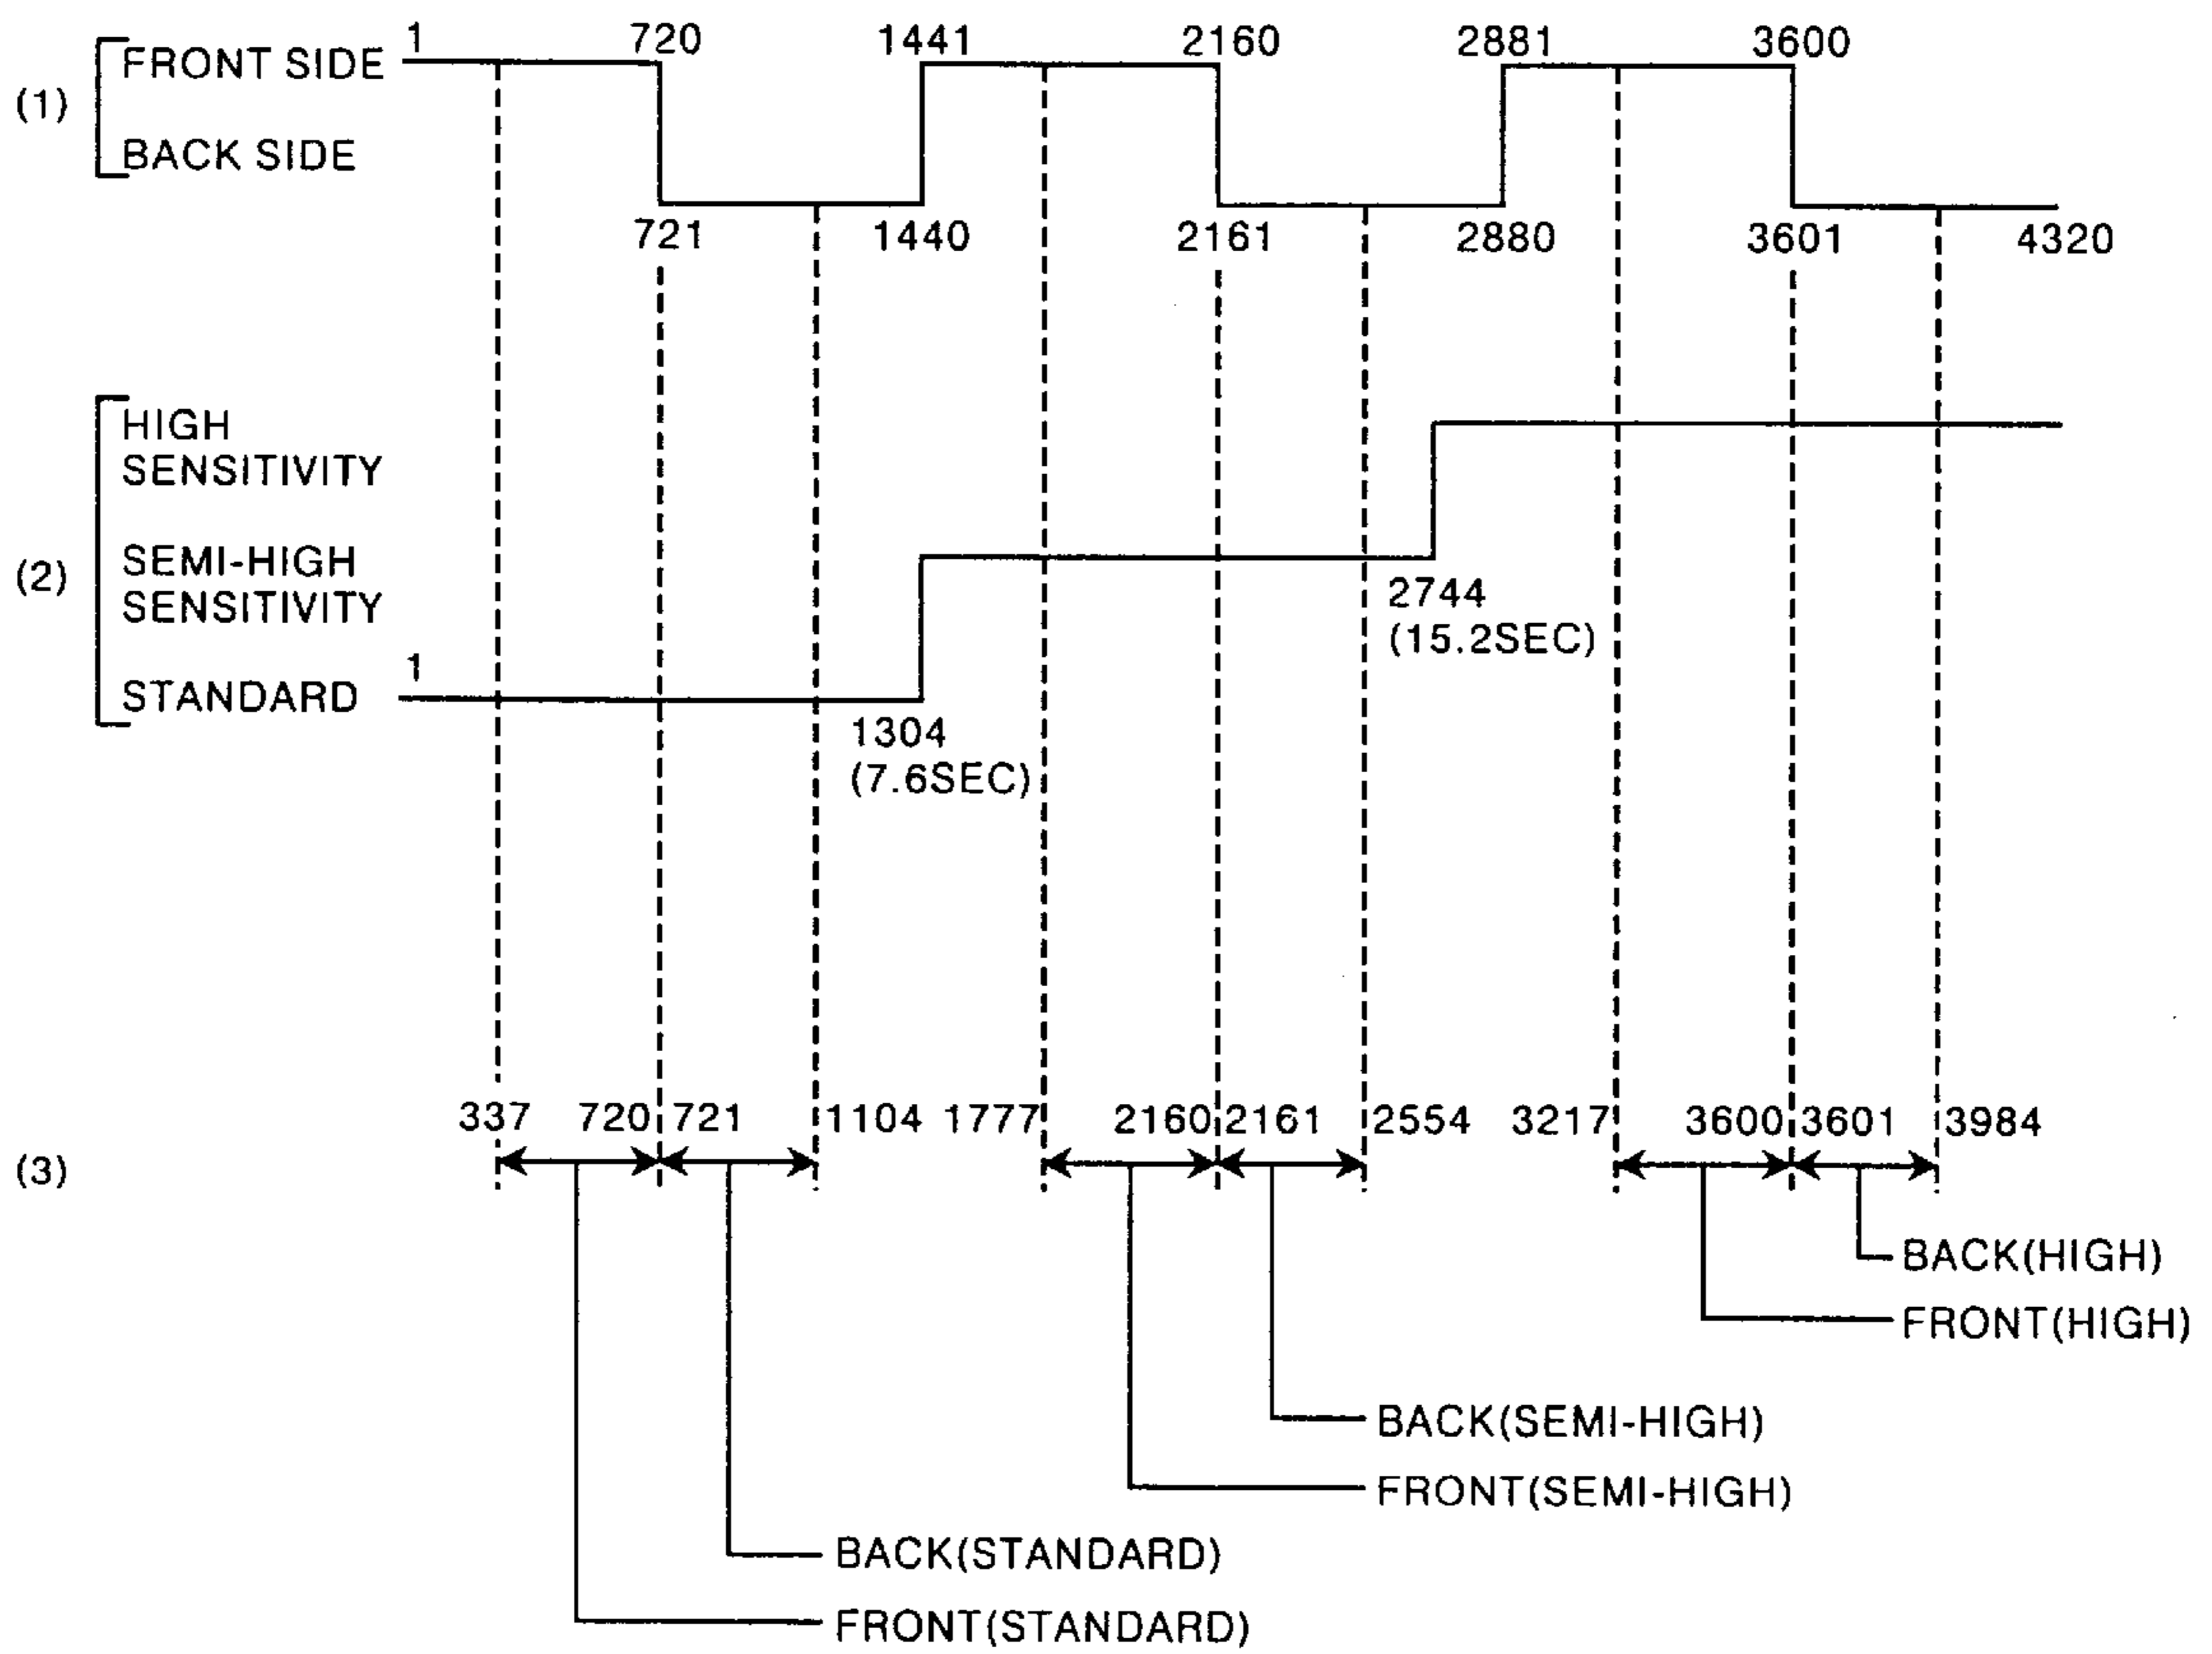 1 720 1441 2160 2881 3600
FRONT SIDE
(1)
BACK SIDE
721 1440 2161 2880 3601 4320
HIGH
SENSITIVITY
SEMI-HIGH
(2)
SENSITIVITY
2744
(15.2SEC)
1
STANDARD
1304
(7.6SEC)
337 720 721 1104 1777 2160 2161 2554 3217 3600 3601 3984
(3)
BACK(HIGH)
FRONT(HIGH)
BACK(SEMI-HIGH)
FRONT(SEMI-HIGH)
BACK(STANDARD)
FRONT(STANDARD)